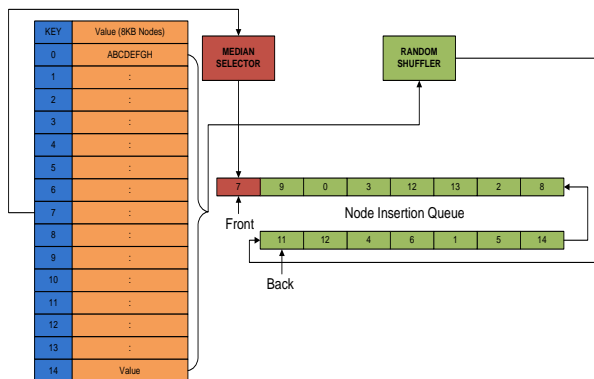 KEY Value (8KB Nodes)
0 ABCDEFGH
1 :
2 :
3 :
4 :
5 :
6 :
7 :
8 :
9 :
10 :
11 :
12 :
13 :
14 Value
MEDIAN
SELECTOR
RANDOM
SHUFFLER
7 9 0 3 12 13 2 8
Front
Node Insertion Queue
11 12 4 6 1 5 14
Back